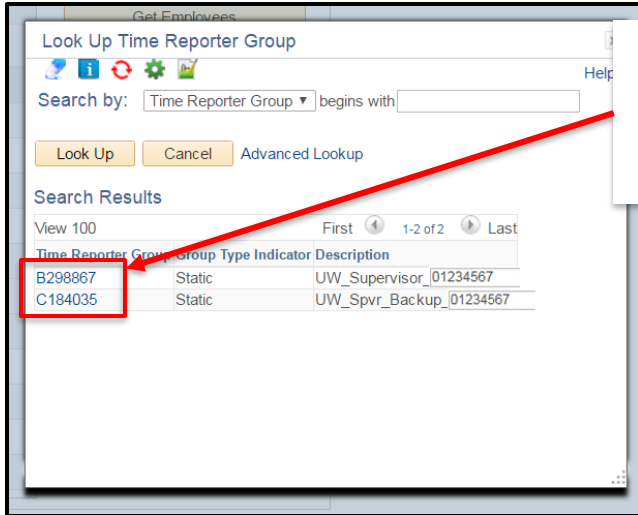 Get Employees
Look Up Time Reporter Group
Help
Search by: Time Reporter Group begins with
Look Up Cancel Advanced Lookup
Search Results
View 100 First 1-2 of 2 Last
Time Reporter Group Group Type Indicator Description
B298867 Static UW_Supervisor_01234567
C184035 Static UW_Spvr_Backup_01234567